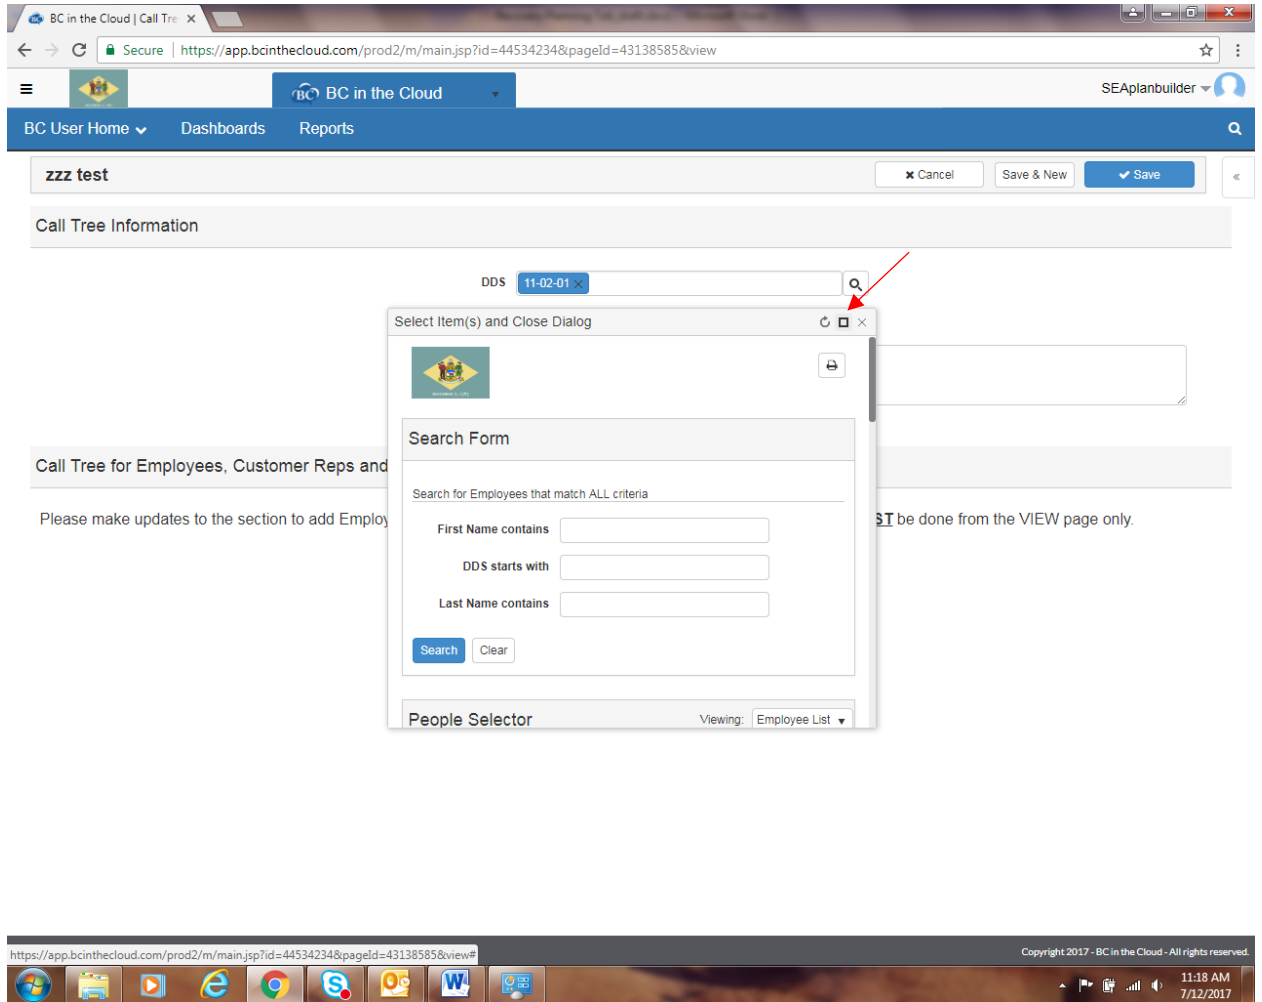 BC in the Cloud | Call Tre
Secure | https://app.bcinthecloud.com/prod2/m/main.jsp?id=44534234&pageId=43138585&view
BC BC in the Cloud
SEAplanbuilder
BC User Home Dashboards Reports
zzz test
Cancel Save & New Save
Call Tree Information
DDS 11-02-01
Select Item(s) and Close Dialog
Search Form
Search for Employees that match ALL criteria
First Name contains
DDS starts with
Last Name contains
Search Clear
People Selector Viewing: Employee List
Call Tree for Employees, Customer Reps and
Please make updates to the section to add Employ
ST be done from the VIEW page only.
https://app.bcinthecloud.com/prod2/m/main.jsp?id=44534234&pageId=43138585&view#
Copyright 2017 - BC in the Cloud - All rights reserved.
11:18 AM
7/12/2017